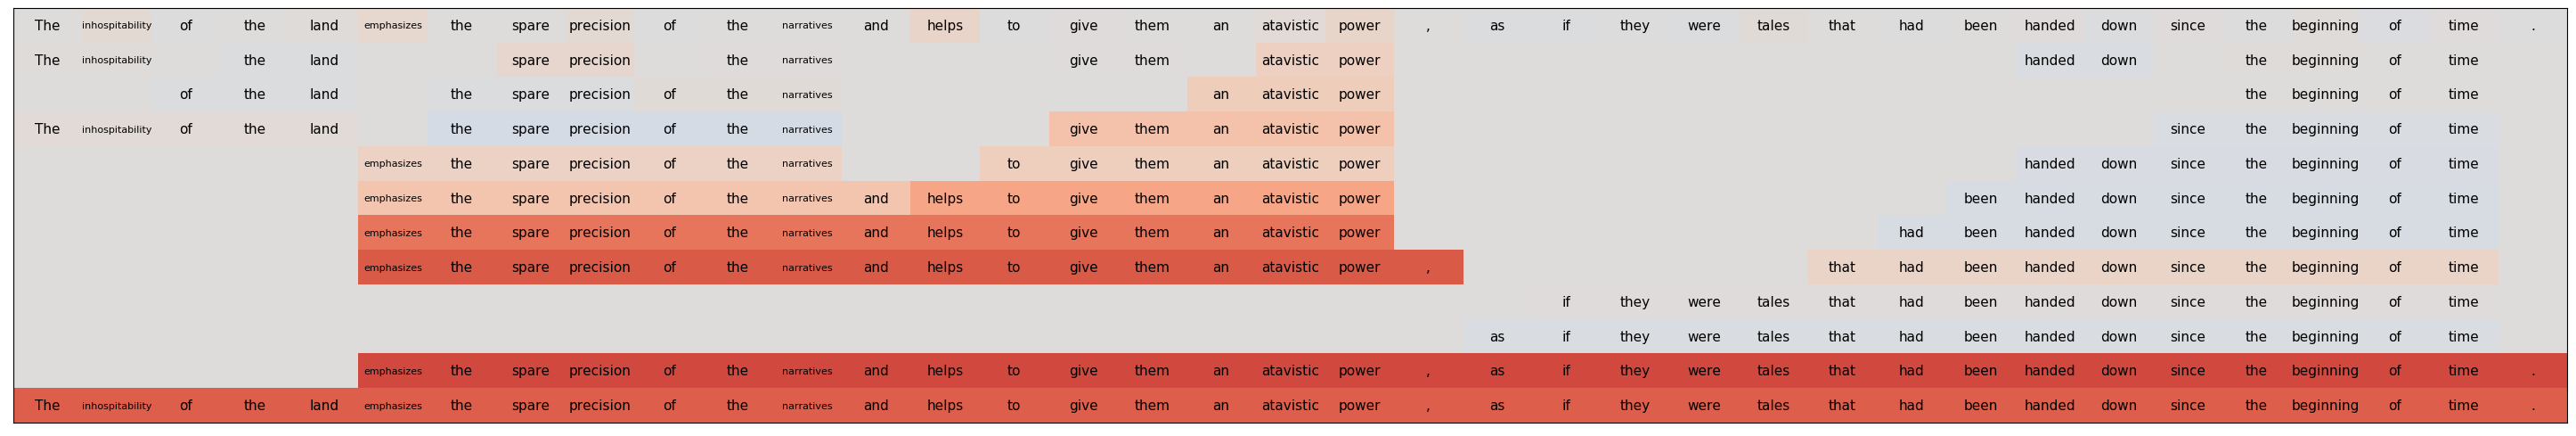 The inhospitability of the land emphasizes the spare precision of the narratives and helps to give them an atavistic power , as if they were tales that had been handed down since the beginning of time .
The inhospitability the land spare precision the narratives give them atavistic power handed down the beginning of time
of the land the spare precision of the narratives an atavistic power the beginning of time
The inhospitability of the land the spare precision of the narratives give them an atavistic power since the beginning of time
emphasizes the spare precision of the narratives to give them an atavistic power handed down since the beginning of time
emphasizes the spare precision of the narratives and helps to give them an atavistic power been handed down since the beginning of time
emphasizes the spare precision of the narratives and helps to give them an atavistic power had been handed down since the beginning of time
emphasizes the spare precision of the narratives and helps to give them an atavistic power , that had been handed down since the beginning of time
if they were tales that had been handed down since the beginning of time
as if they were tales that had been handed down since the beginning of time
emphasizes the spare precision of the narratives and helps to give them an atavistic power , as if they were tales that had been handed down since the beginning of time .
The inhospitability of the land emphasizes the spare precision of the narratives and helps to give them an atavistic power , as if they were tales that had been handed down since the beginning of time .